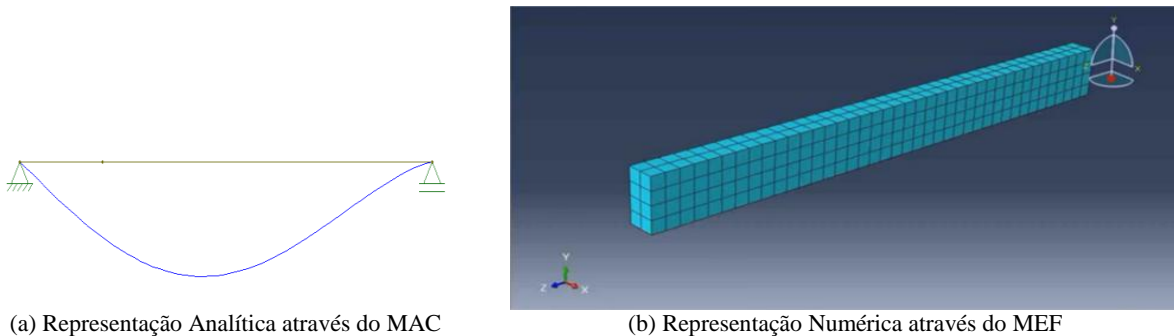 Y
X
Y
Z
X
(a) Representação Analítica através do MAC
(b) Representação Numérica através do MEF